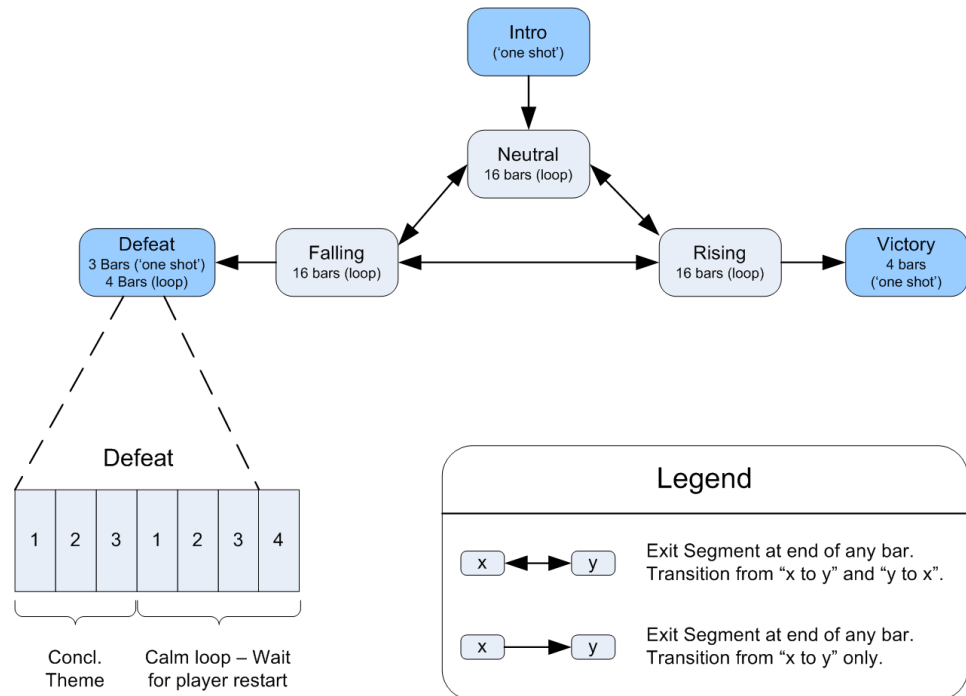 Intro
(‘one shot’)
Neutral
16 bars (loop)
Defeat
3 Bars (‘one shot’)
4 Bars (loop)
Falling
16 bars (loop)
Rising
16 bars (loop)
Victory
4 bars
(‘one shot’)
Defeat
1 2 3 1 2 3 4
Concl.
Theme
Calm loop – Wait
for player restart
Legend
x y
Exit Segment at end of any bar.
Transition from “x to y” and “y to x”.
x y
Exit Segment at end of any bar.
Transition from “x to y” only.